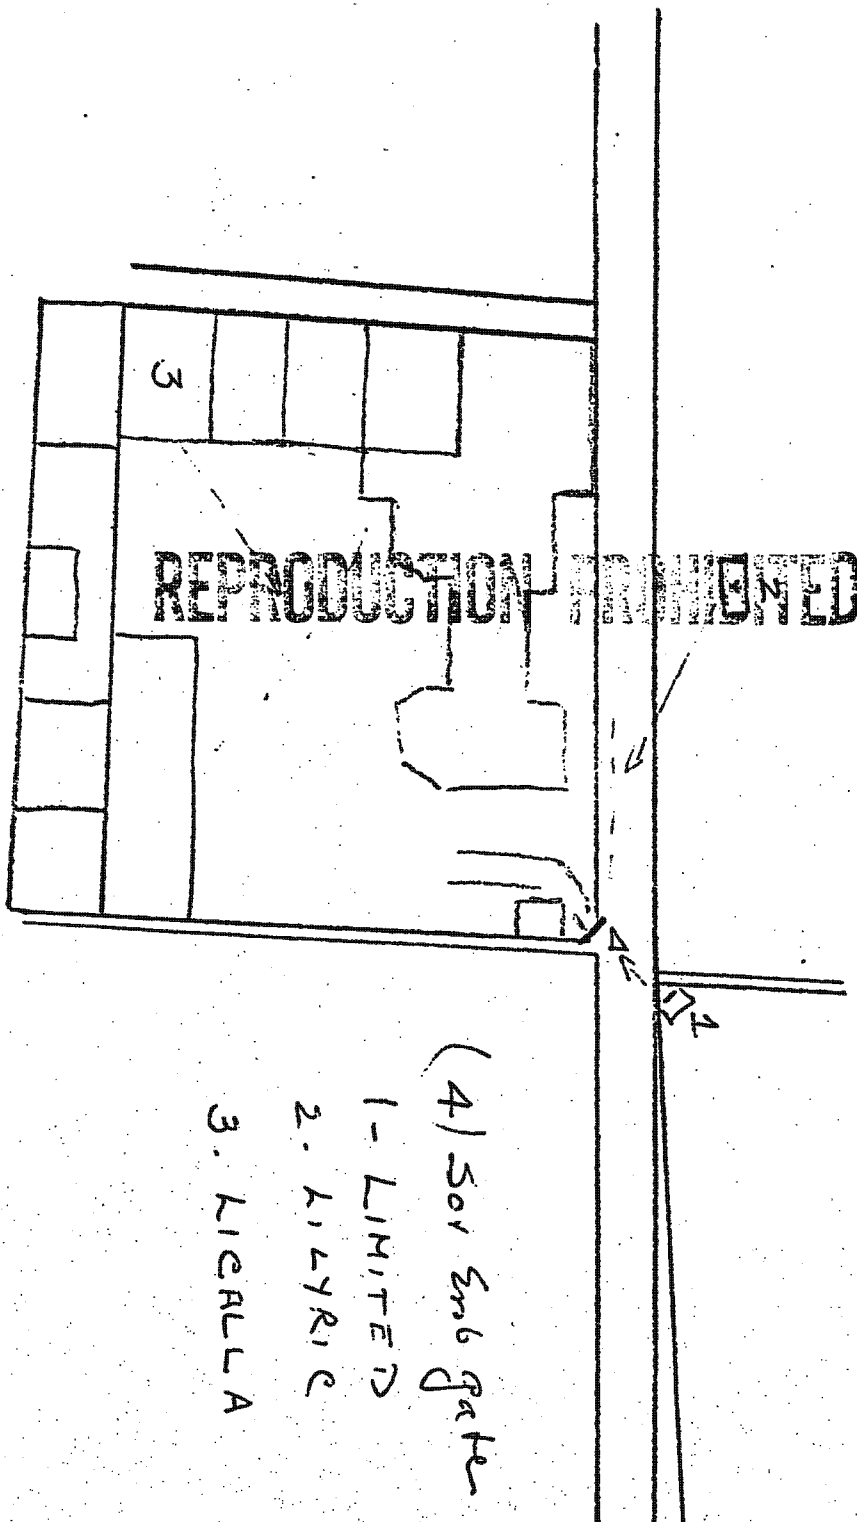 REPRODUCTION PROHIBITED
3
2
1
(4) Sov Emb gate
1 - LIMITED
2. LILYRIC
3. LICALLA